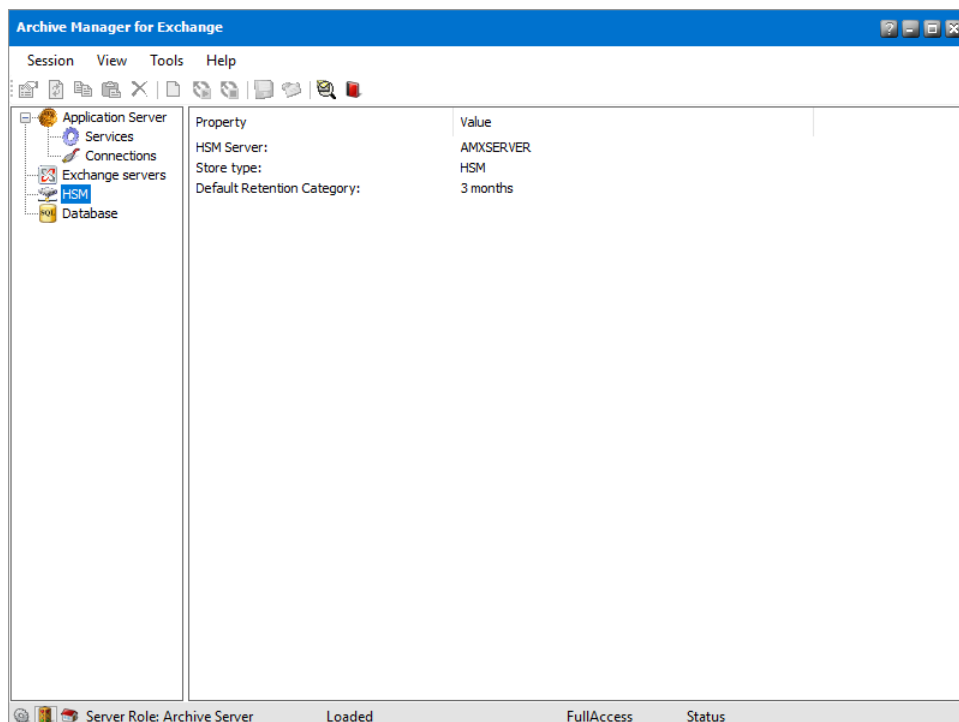 Archive Manager for Exchange
Session View Tools Help
Application Server
Services
Connections
Exchange servers
HSM
SQL Database
Property Value
HSM Server: AMXSERVER
Store type: HSM
Default Retention Category: 3 months
Server Role: Archive Server Loaded FullAccess Status